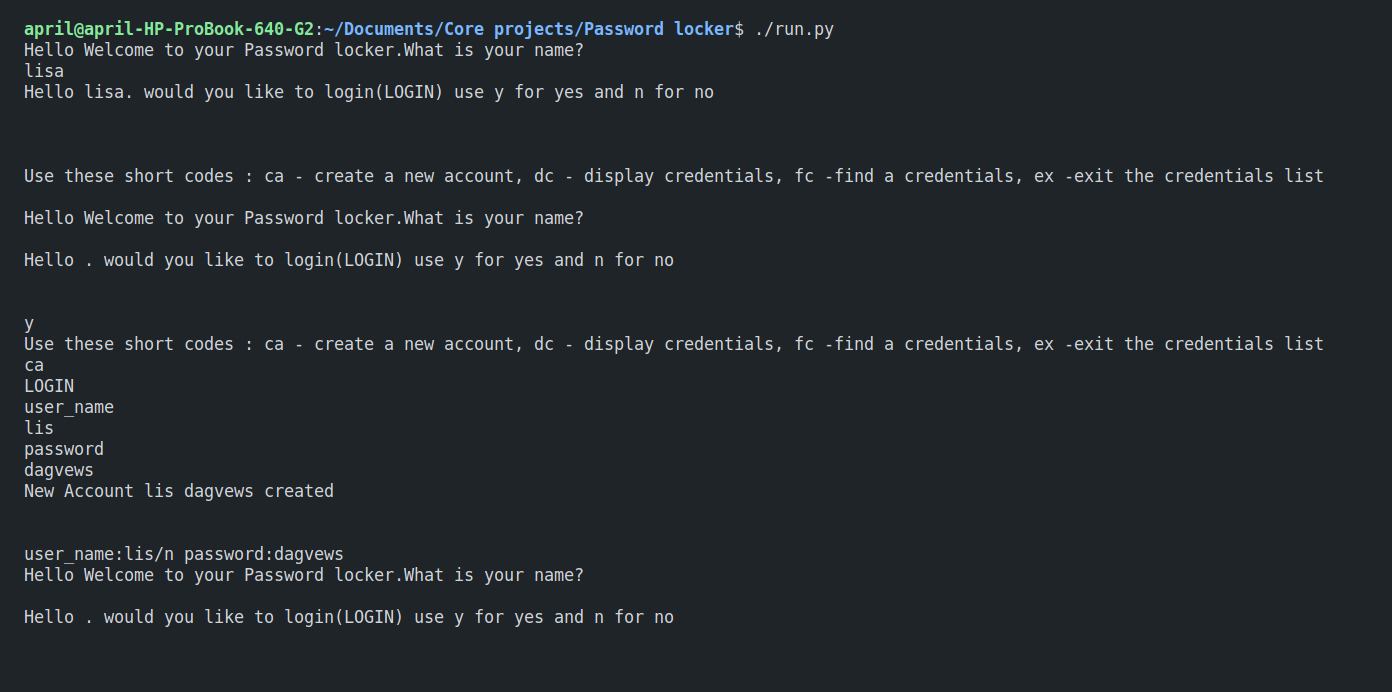 april@april-HP-ProBook-640-G2:~/Documents/Core projects/Password locker$ ./run.py
Hello Welcome to your Password locker.What is your name?
lisa
Hello lisa. would you like to login(LOGIN) use y for yes and n for no
Use these short codes : ca - create a new account, dc - display credentials, fc -find a credentials, ex -exit the credentials list
Hello Welcome to your Password locker.What is your name?
Hello . would you like to login(LOGIN) use y for yes and n for no
y
Use these short codes : ca - create a new account, dc - display credentials, fc -find a credentials, ex -exit the credentials list
ca
LOGIN
user_name
lis
password
dagvews
New Account lis dagvews created
user_name:lis/n password:dagvews
Hello Welcome to your Password locker.What is your name?
Hello . would you like to login(LOGIN) use y for yes and n for no